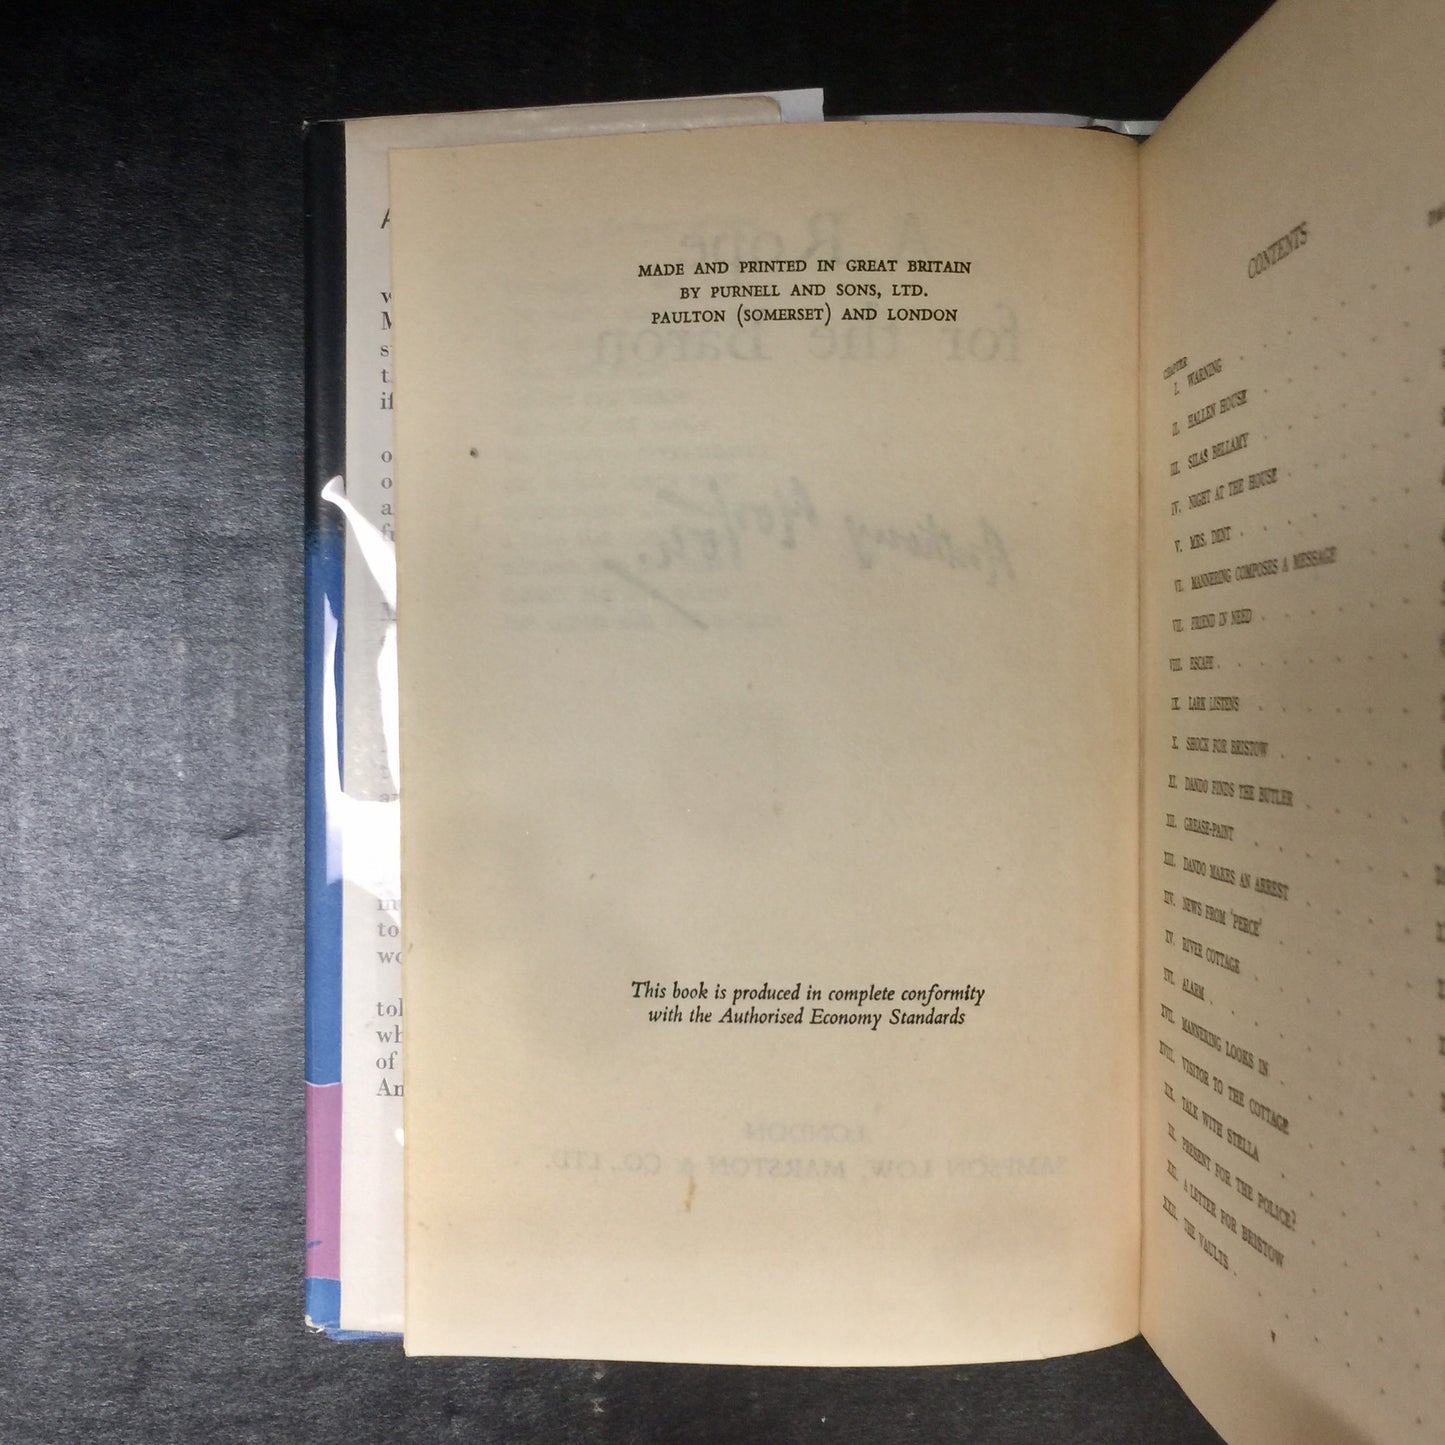 MADE AND PRINTED IN GREAT BRITAIN
BY PURNELL AND SONS, LTD.
PAULTON (SOMERSET) AND LONDON
This book is produced in complete conformity
with the Authorised Economy Standards
CONTENTS
CHAPTER
I. WARNING
II. HALLEN HOUSE
III. SILAS BELLAMY
IV. NIGHT AT THE HOUSE
V. MRS. DENT
VI. MANNERING COMPOSES A MESSAGE
VII. FRIEND IN NEED
VIII. ESCAPE
IX. LARK LISTENS
X. SHOCK FOR BRISTOW
XI. DANDO FINDS THE BUTLER
XII. GREASE-PAINT
XIII. DANDO MAKES AN ARREST
XIV. NEWS FROM 'PERCE'
XV. RIVER COTTAGE
XVI. ALARM
XVII. MANNERING LOOKS IN
XVIII. VISITOR TO THE COTTAGE
XIX. TALK WITH STELLA
XX. PRESENT FOR THE POLICE?
XXI. A LETTER FOR BRISTOW
XXII. THE VAULTS